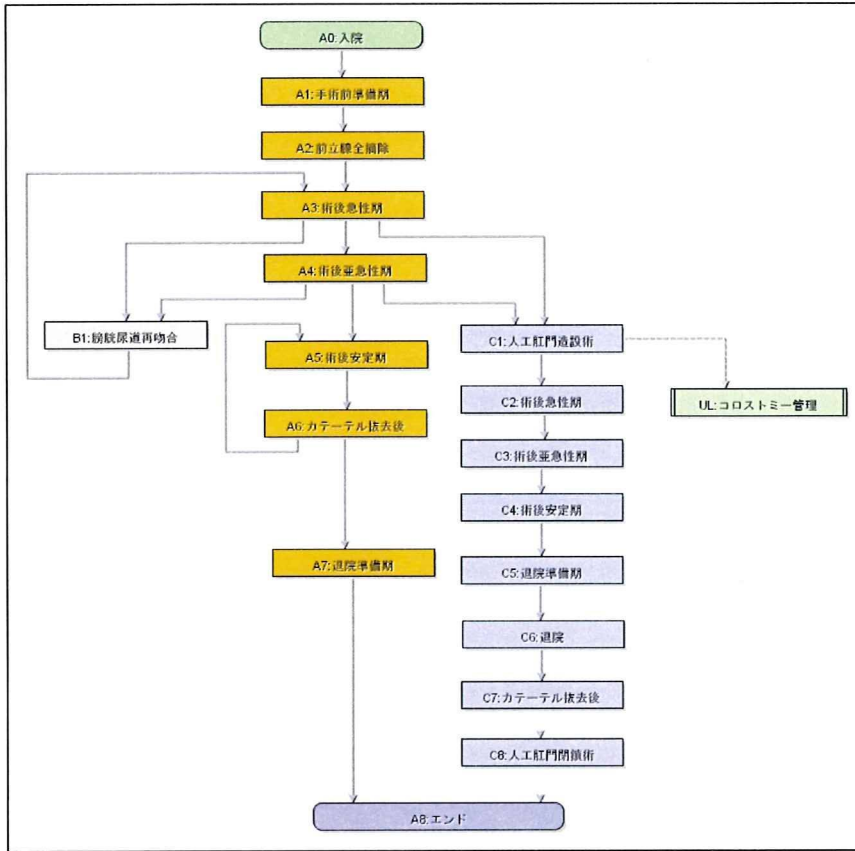 A0:入院
A1:手術前準備期
A2:前立腺全摘除
A3:術後急性期
A4:術後亜急性期
B1:膀胱尿道再吻合
C1:人工肛門造設術
A5:術後安定期
C2:術後急性期
UL:コロストミー管理
A6:カテーテル抜去後
C3:術後亜急性期
C4:術後安定期
A7:退院準備期
C5:退院準備期
C6:退院
C7:カテーテル抜去後
C8:人工肛門閉鎖術
A8:エンド